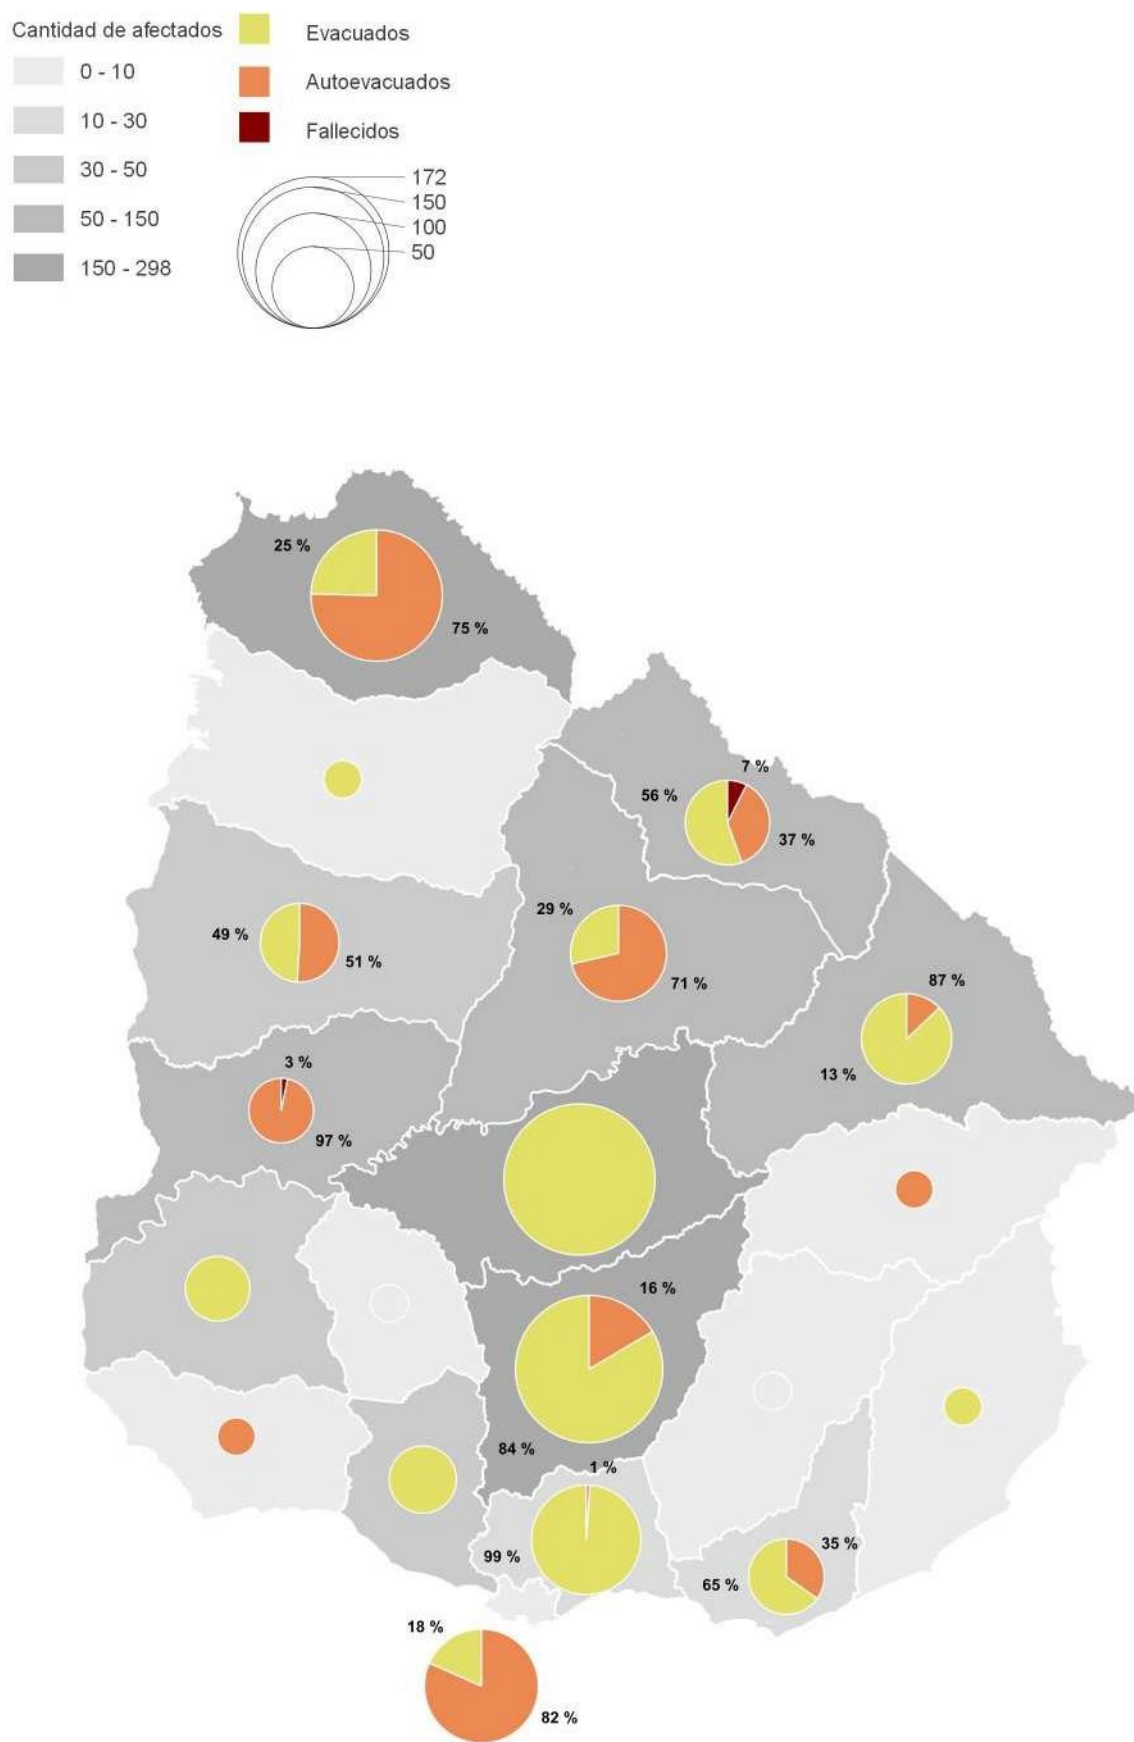 Cantidad de afectados
0 - 10
10 - 30
30 - 50
50 - 150
150 - 298
Evacuados
Autoevacuados
Fallecidos
172
150
100
50
25 %
75 %
7 %
56 %
37 %
49 %
51 %
29 %
71 %
87 %
13 %
3 %
97 %
16 %
84 %
1 %
99 %
35 %
65 %
18 %
82 %